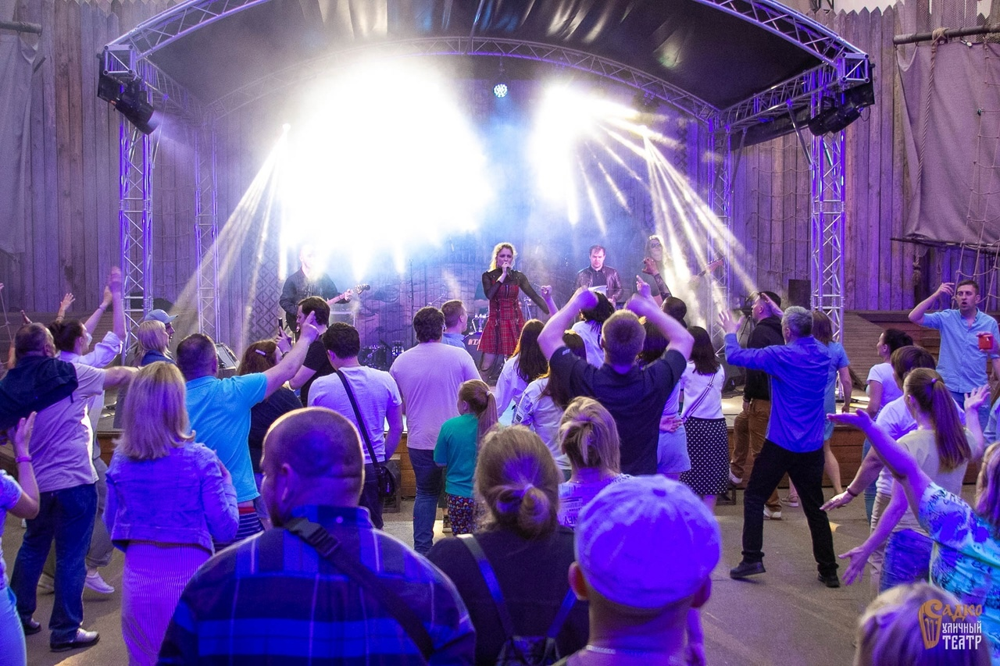 Садко
уличный
театр